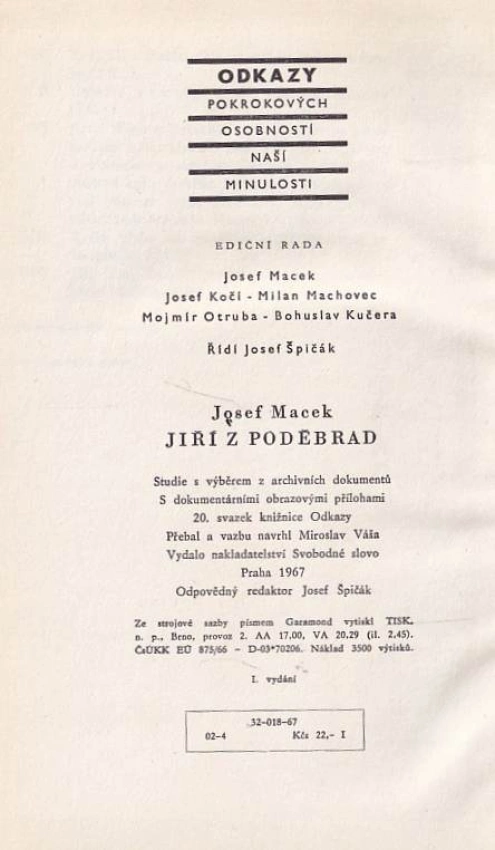 ODKAZY
POKROKOVÝCH
OSOBNOSTÍ
NAŠÍ
MINULOSTI
EDIČNÍ RADA
Josef Macek
Josef Kočí - Milan Machovec
Mojmír Otruba - Bohuslav Kučera
Řídí Josef Špičák
Josef Macek
JIŘÍ Z PODĚBRAD
Studie s výběrem z archivních dokumentů
S dokumentárními obrazovými přílohami
20. svazek knižnice Odkazy
Přebal a vazbu navrhl Miroslav Váša
Vydalo nakladatelství Svobodné slovo
Praha 1967
Odpovědný redaktor Josef Špičák
Ze strojové sazby písmem Garamond vytiskl TISK,
n. p., Brno, provoz 2. AA 17,00, VA 20,29 (il. 2,45).
ČsÚKK EÚ 875/66 – D-03*70206. Náklad 3500 výtisků.
I. vydání
32-018-67
02-4 Kčs 22,- I